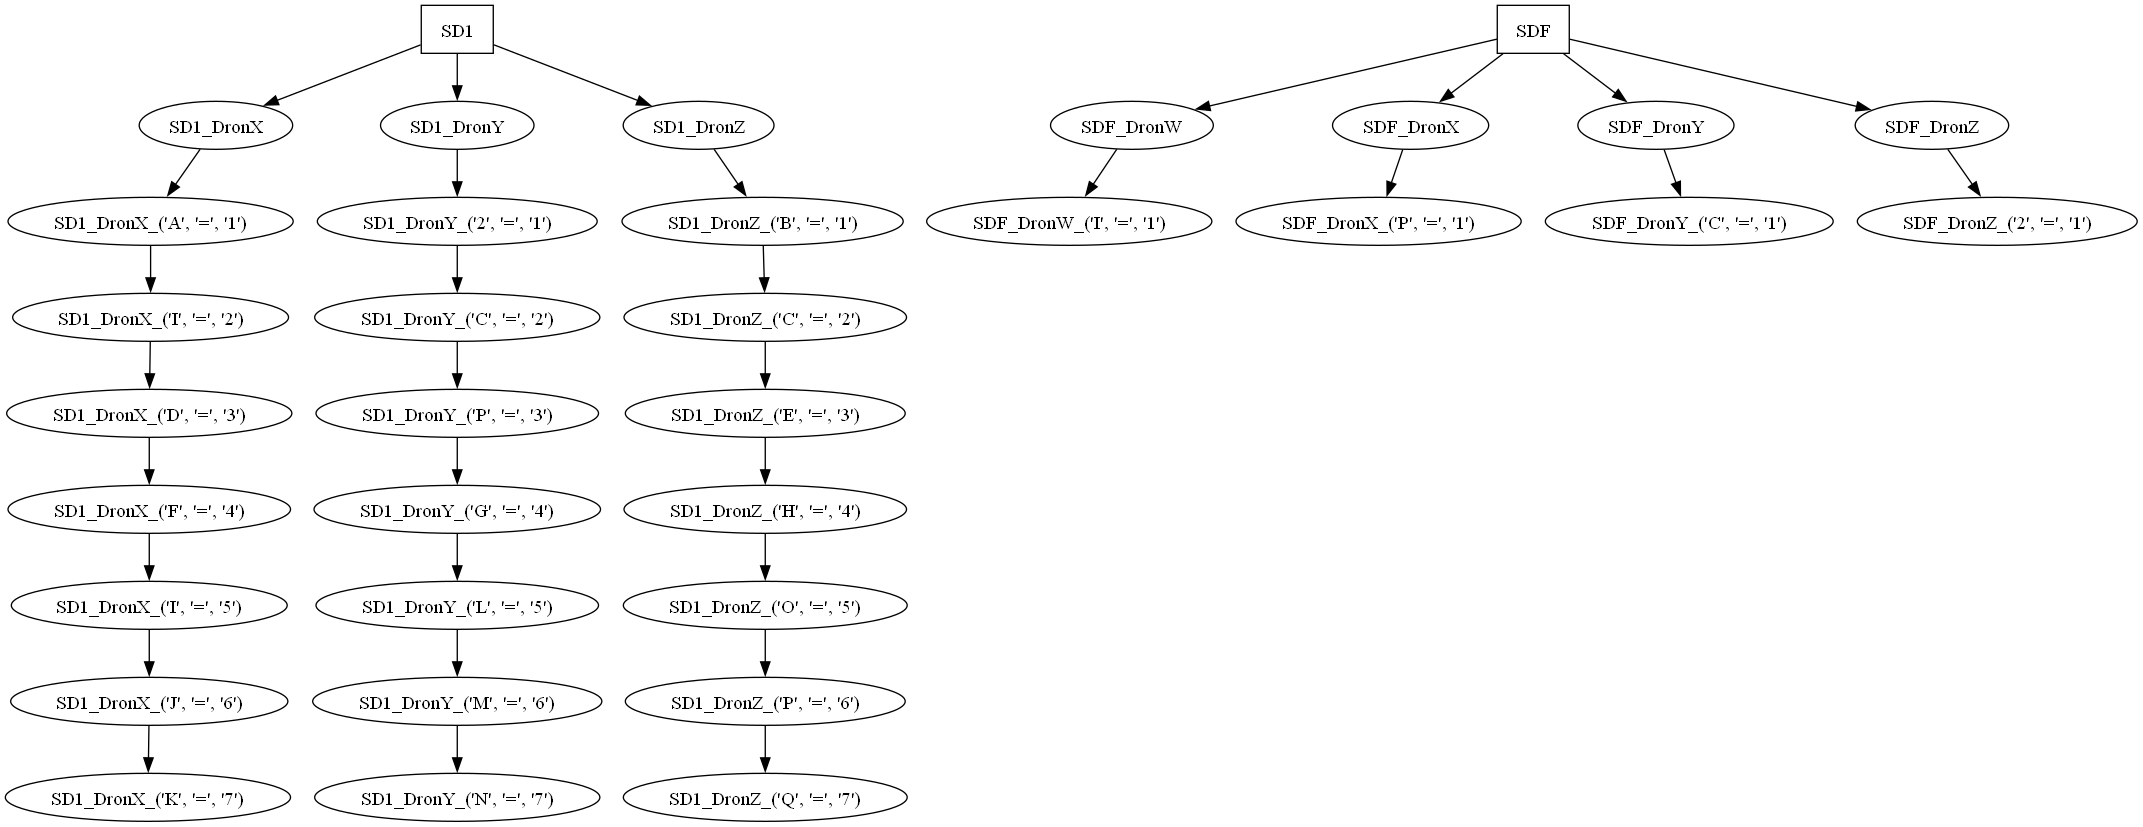 SD1
SDF
SD1_DronX
SD1_DronY
SD1_DronZ
SDF_DronW
SDF_DronX
SDF_DronY
SDF_DronZ
SD1_DronX_('A', '=', '1')
SD1_DronY_('2', '=', '1')
SD1_DronZ_('B', '=', '1')
SDF_DronW_('I', '=', '1')
SDF_DronX_('P', '=', '1')
SDF_DronY_('C', '=', '1')
SDF_DronZ_('2', '=', '1')
SD1_DronX_('I', '=', '2')
SD1_DronY_('C', '=', '2')
SD1_DronZ_('C', '=', '2')
SD1_DronX_('D', '=', '3')
SD1_DronY_('P', '=', '3')
SD1_DronZ_('E', '=', '3')
SD1_DronX_('F', '=', '4')
SD1_DronY_('G', '=', '4')
SD1_DronZ_('H', '=', '4')
SD1_DronX_('I', '=', '5')
SD1_DronY_('L', '=', '5')
SD1_DronZ_('O', '=', '5')
SD1_DronX_('J', '=', '6')
SD1_DronY_('M', '=', '6')
SD1_DronZ_('P', '=', '6')
SD1_DronX_('K', '=', '7')
SD1_DronY_('N', '=', '7')
SD1_DronZ_('Q', '=', '7')